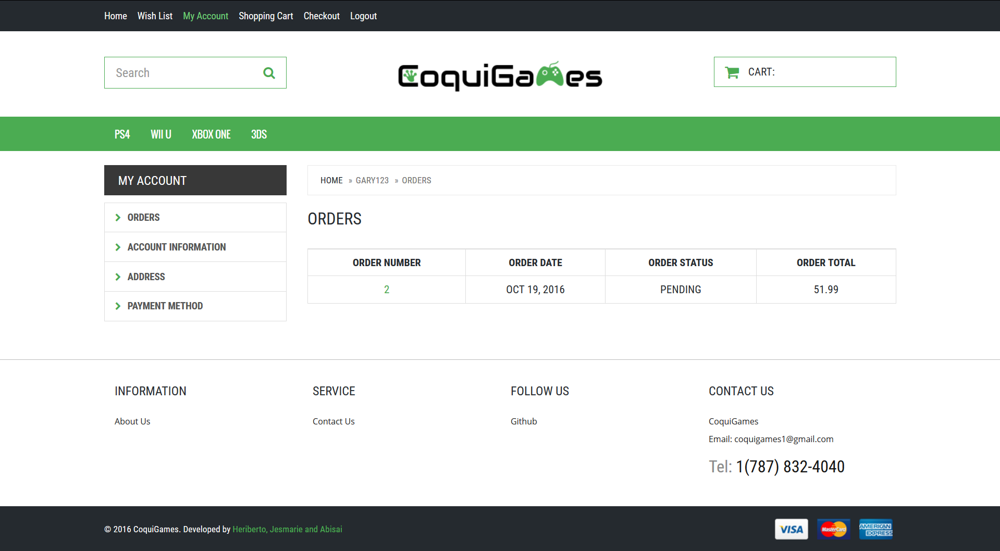 Home Wish List My Account Shopping Cart Checkout Logout
Search
CoquiGames
CART:
PS4 WII U XBOX ONE 3DS
MY ACCOUNT
ORDERS
ACCOUNT INFORMATION
ADDRESS
PAYMENT METHOD
HOME » GARY123 » ORDERS
ORDERS
ORDER NUMBER ORDER DATE ORDER STATUS ORDER TOTAL
2 OCT 19, 2016 PENDING 51.99
INFORMATION
About Us
SERVICE
Contact Us
FOLLOW US
Github
CONTACT US
CoquiGames
Email: coquigames1@gmail.com
Tel: 1(787) 832-4040
© 2016 CoquiGames. Developed by Heriberto, Jesmarie and Abisai
VISA
MasterCard
AMERICAN
EXPRESS